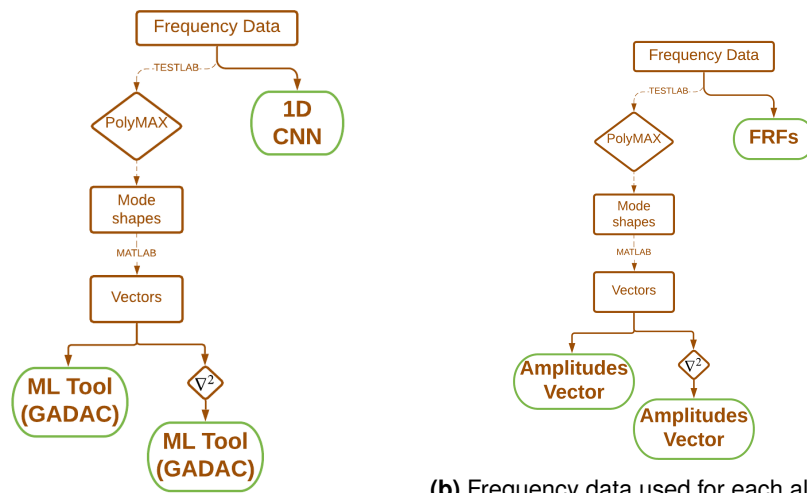 Frequency Data
TESTLAB
PolyMAX
1D
CNN
Mode
shapes
MATLAB
Vectors
ML Tool
(GADAC)
∇²
ML Tool
(GADAC)
Frequency Data
TESTLAB
PolyMAX
FRFs
Mode
shapes
MATLAB
Vectors
Amplitudes
Vector
∇²
Amplitudes
Vector
(b) Frequency data used for each al